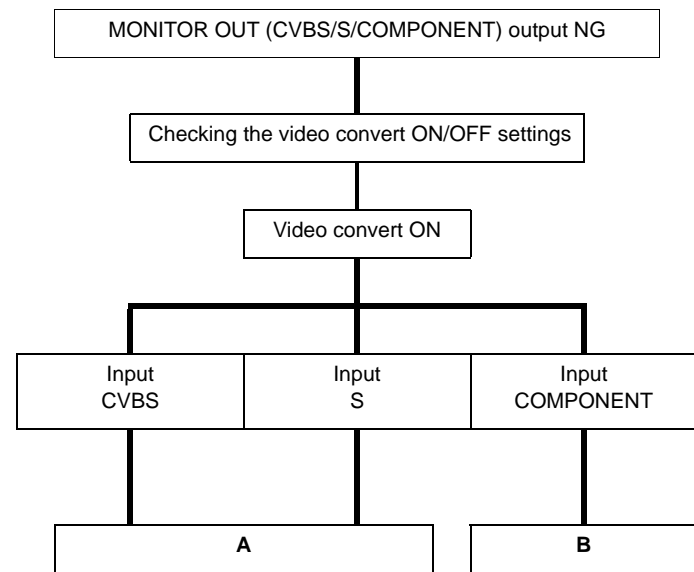 MONITOR OUT (CVBS/S/COMPONENT) output NG
Checking the video convert ON/OFF settings
Video convert ON
Input
CVBS
Input
S
Input
COMPONENT
A
B